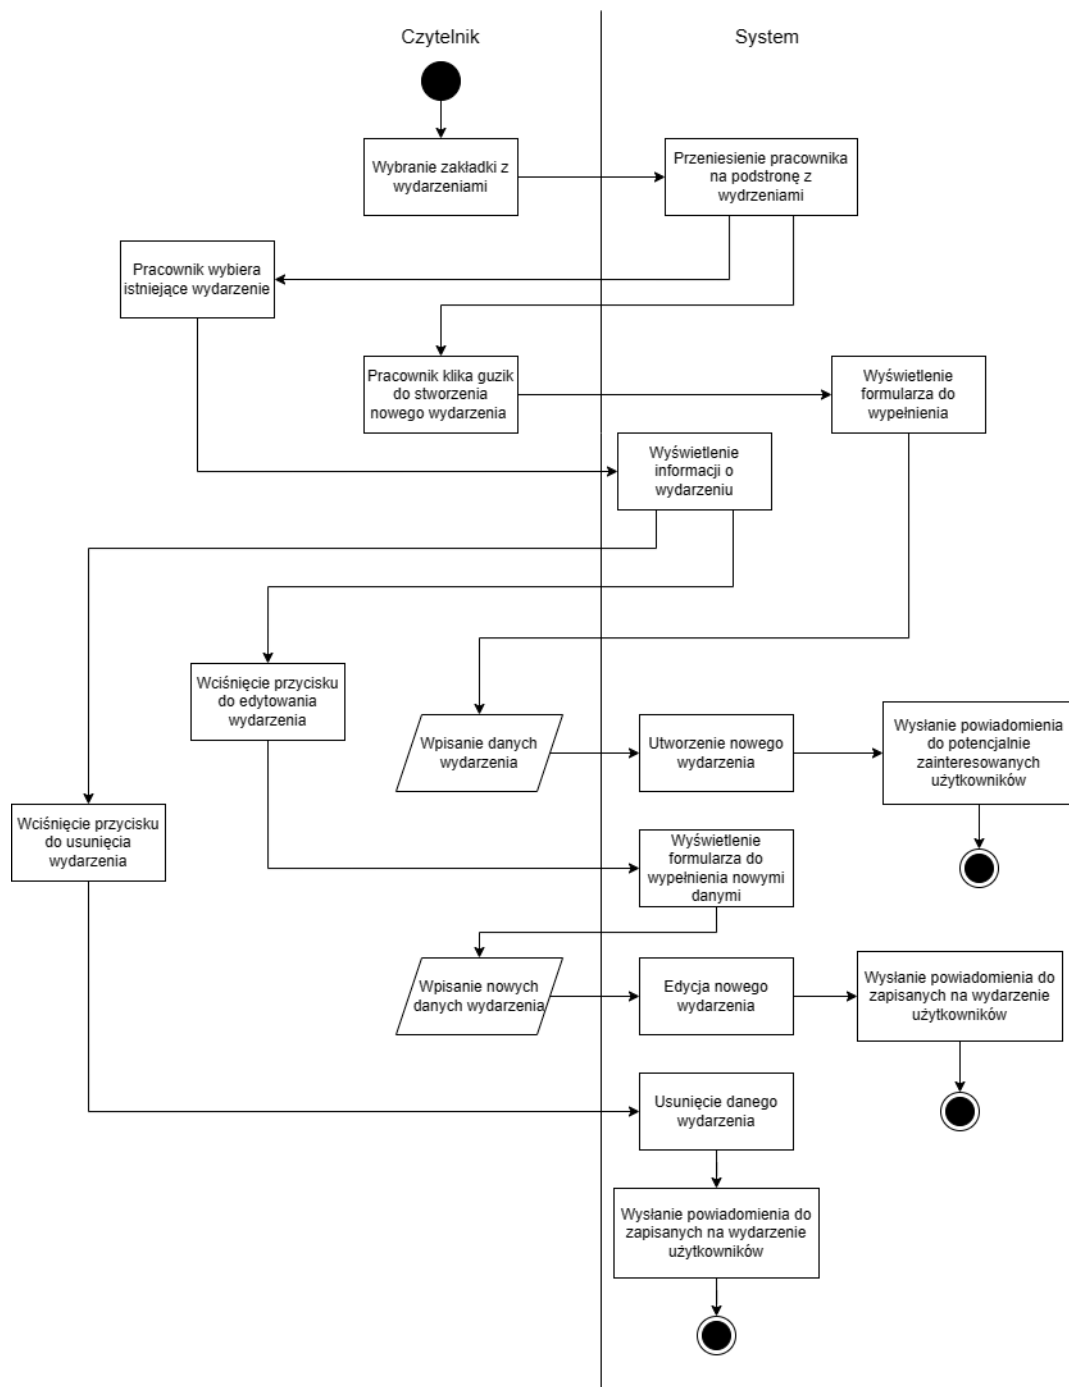 Czytelnik
System
Wybranie zakładki z
wydarzeniami
Przeniesienie pracownika
na podstronę z
wydrzeniami
Pracownik wybiera
istniejące wydarzenie
Pracownik klika guzik
do stworzenia
nowego wydarzenia
Wyświetlenie
formularza do
wypełnienia
Wyświetlenie
informacji o
wydarzeniu
Wciśnięcie przycisku
do edytowania
wydarzenia
Wpisanie danych
wydarzenia
Utworzenie nowego
wydarzenia
Wysłanie powiadomienia
do potencjalnie
zainteresowanych
użytkowników
Wciśnięcie przycisku
do usunięcia
wydarzenia
Wyświetlenie
formularza do
wypełnienia nowymi
danymi
Wpisanie nowych
danych wydarzenia
Edycja nowego
wydarzenia
Wysłanie powiadomienia do
zapisanych na wydarzenie
użytkowników
Usunięcie danego
wydarzenia
Wysłanie powiadomienia do
zapisanych na wydarzenie
użytkowników